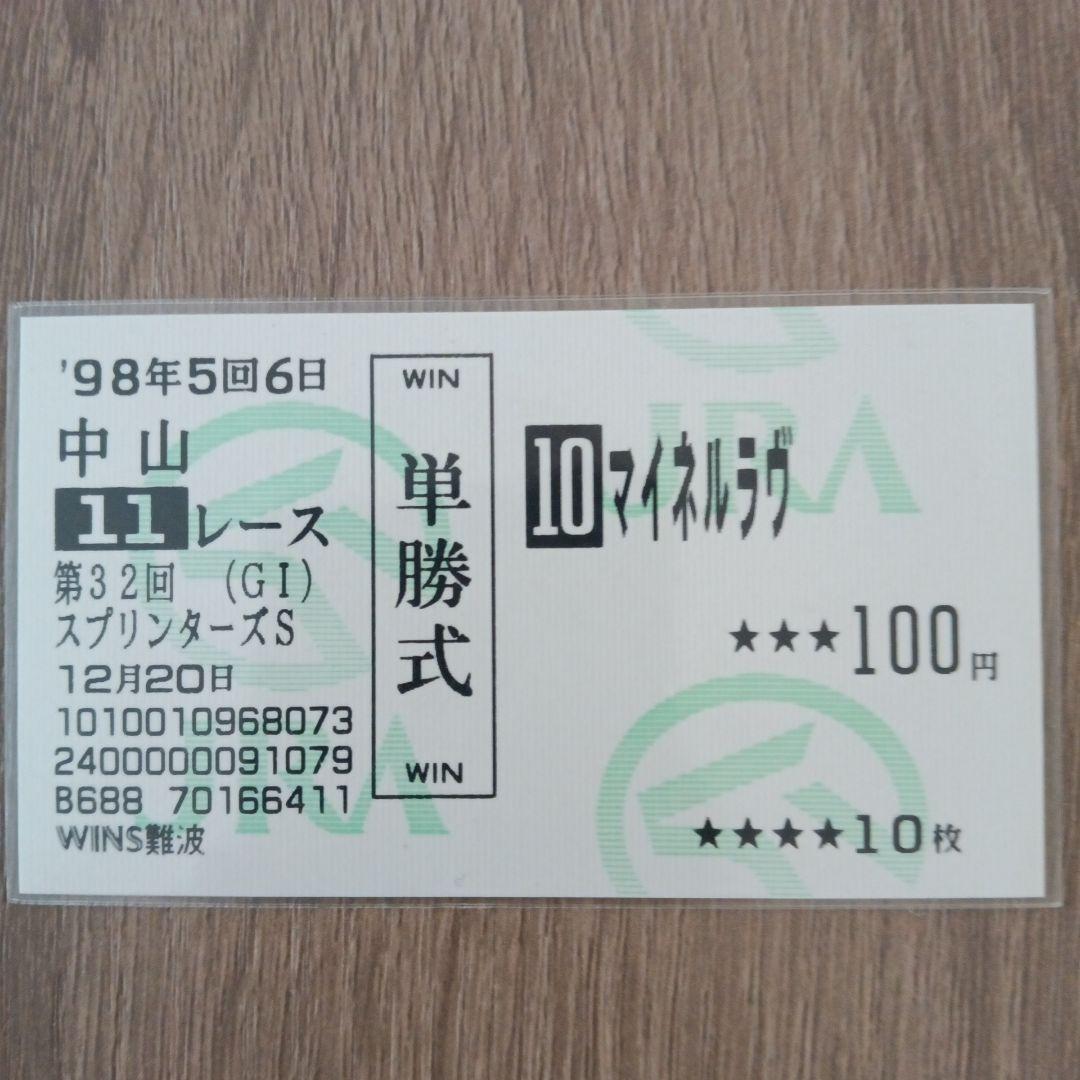 '98年5回6日
中山
11レース
第32回 (GI)
スプリンターズS
12月20日
1010010968073
2400000091079
B688 70166411
WINS難波
WIN
単勝式
WIN
10マイネルラヴ
★★★100円
★★★★10枚
JRA
JRA